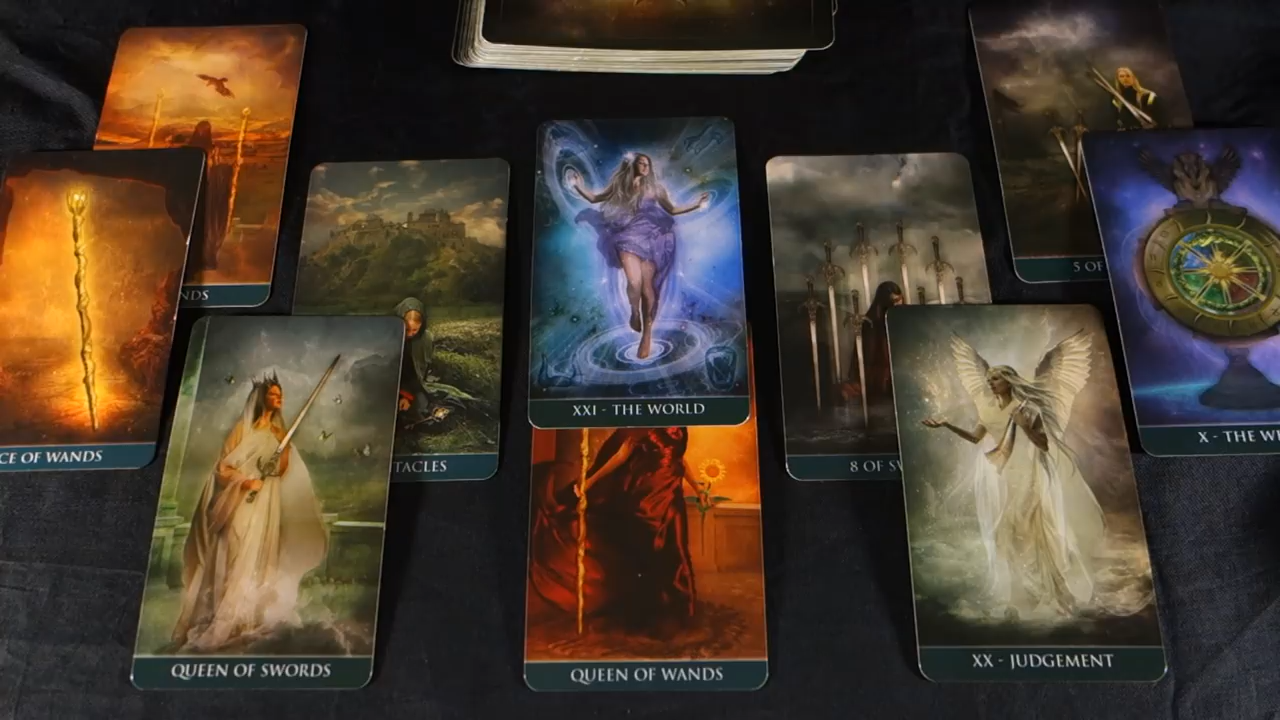 NDS
CE OF WANDS
TACLES
XXI - THE WORLD
8 OF SW
5 OF
X - THE WH
QUEEN OF SWORDS
QUEEN OF WANDS
XX - JUDGEMENT